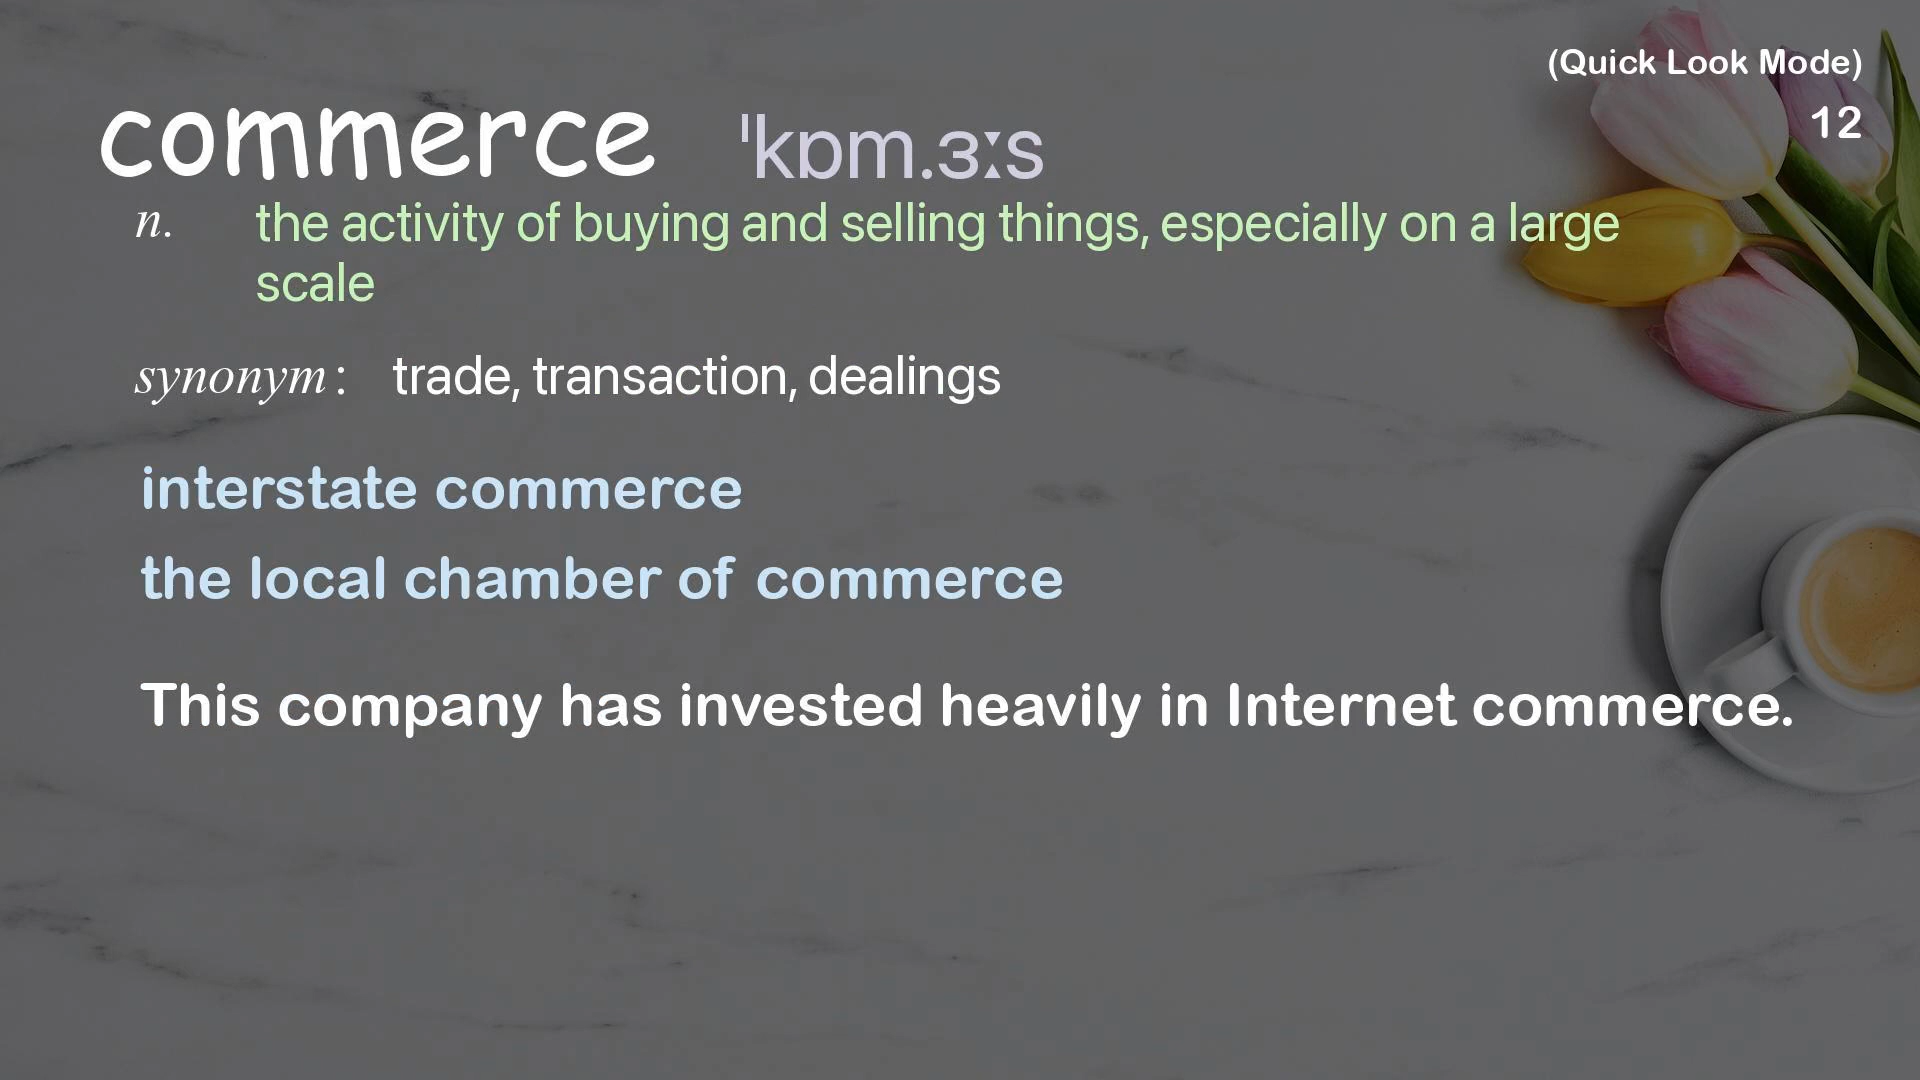 (Quick Look Mode)
12
commerce ˈkɒm.ɜːs
n. the activity of buying and selling things, especially on a large
scale
synonym: trade, transaction, dealings
interstate commerce
the local chamber of commerce
This company has invested heavily in Internet commerce.